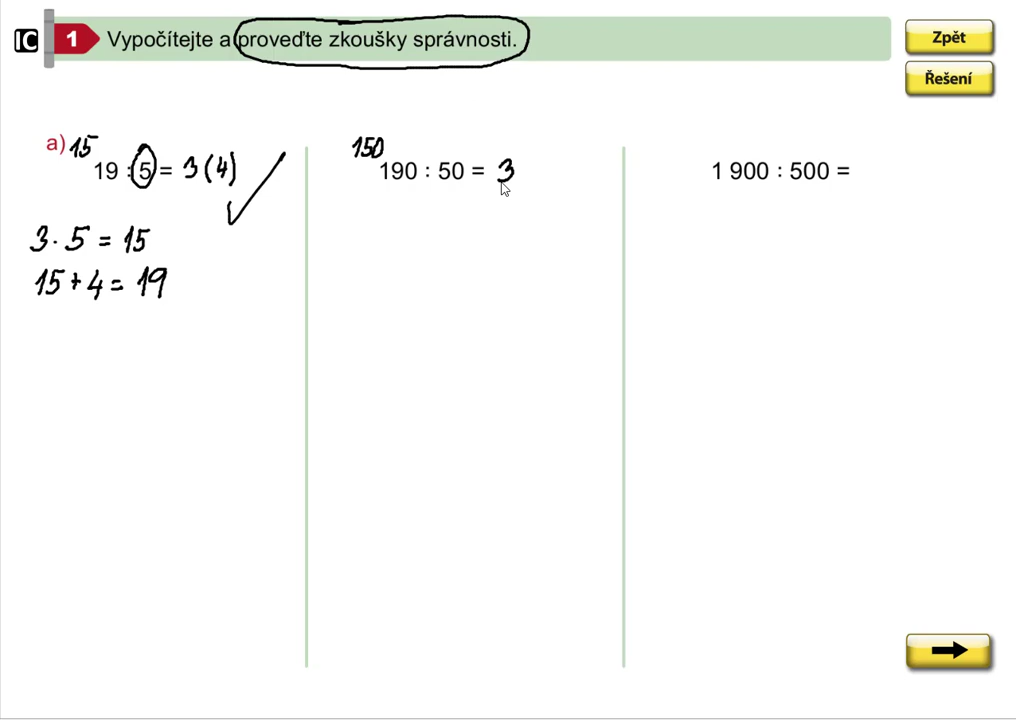 IC 1 Vypočítejte a proveďte zkoušky správnosti.
Zpět
Řešení
a) 15
19 : 5 = 3 (4)
3 · 5 = 15
15 + 4 = 19
150
190 : 50 = 3
1 900 : 500 =